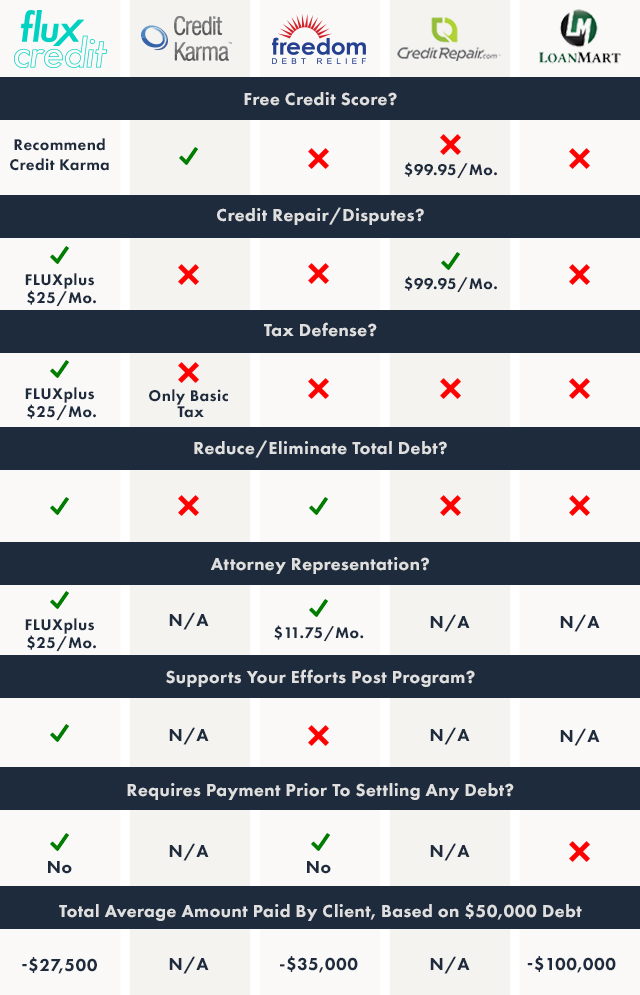 flux
credit
Credit
Karma™
freedom
DEBT RELIEF
CreditRepair.com
LM
LOANMART
Free Credit Score?
Recommend
Credit Karma
$99.95/Mo.
Credit Repair/Disputes?
FLUXplus
$25/Mo.
$99.95/Mo.
Tax Defense?
FLUXplus
$25/Mo.
Only Basic
Tax
Reduce/Eliminate Total Debt?
Attorney Representation?
FLUXplus
$25/Mo.
N/A
$11.75/Mo.
N/A
N/A
Supports Your Efforts Post Program?
N/A
N/A
N/A
Requires Payment Prior To Settling Any Debt?
No
N/A
No
N/A
Total Average Amount Paid By Client, Based on $50,000 Debt
-$27,500
N/A
-$35,000
N/A
-$100,000